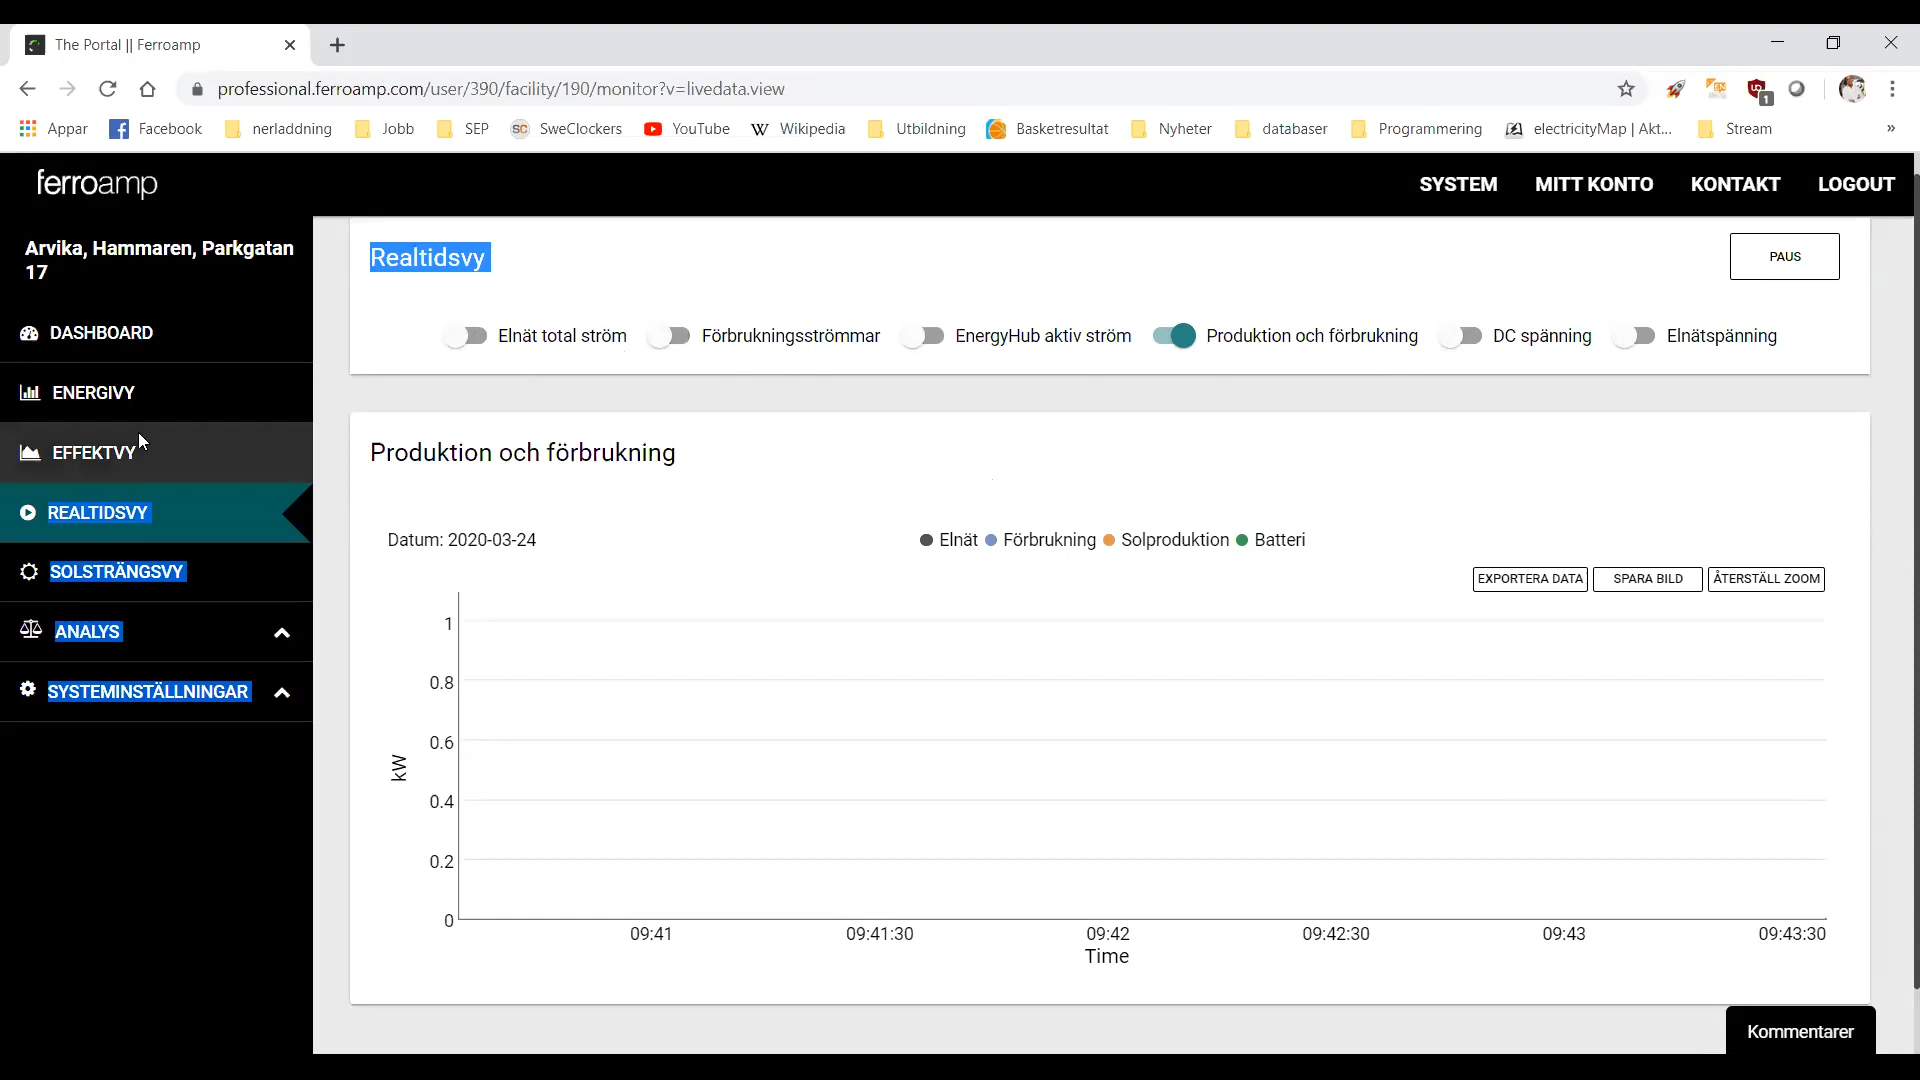 The Portal || Ferroamp
professional.ferroamp.com/user/390/facility/190/monitor?v=livedata.view
EN
UD
1
Appar
Facebook
nerladdning
Jobb
SEP
SC SweClockers
YouTube
W Wikipedia
Utbildning
Basketresultat
Nyheter
databaser
Programmering
electricityMap | Akt...
Stream
»
ferroamp
SYSTEM
MITT KONTO
KONTAKT
LOGOUT
Arvika, Hammaren, Parkgatan
17
DASHBOARD
ENERGIVY
EFFEKTVY
REALTIDSVY
SOLSTRÄNGSVY
ANALYS
SYSTEMINSTÄLLNINGAR
Realtidsvy
PAUS
Elnät total ström
Förbrukningsströmmar
EnergyHub aktiv ström
Produktion och förbrukning
DC spänning
Elnätspänning
Produktion och förbrukning
Datum: 2020-03-24
Elnät
Förbrukning
Solproduktion
Batteri
EXPORTERA DATA
SPARA BILD
ÅTERSTÄLL ZOOM
1
0.8
0.6
0.4
0.2
0
kW
09:41
09:41:30
09:42
09:42:30
09:43
09:43:30
Time
Kommentarer